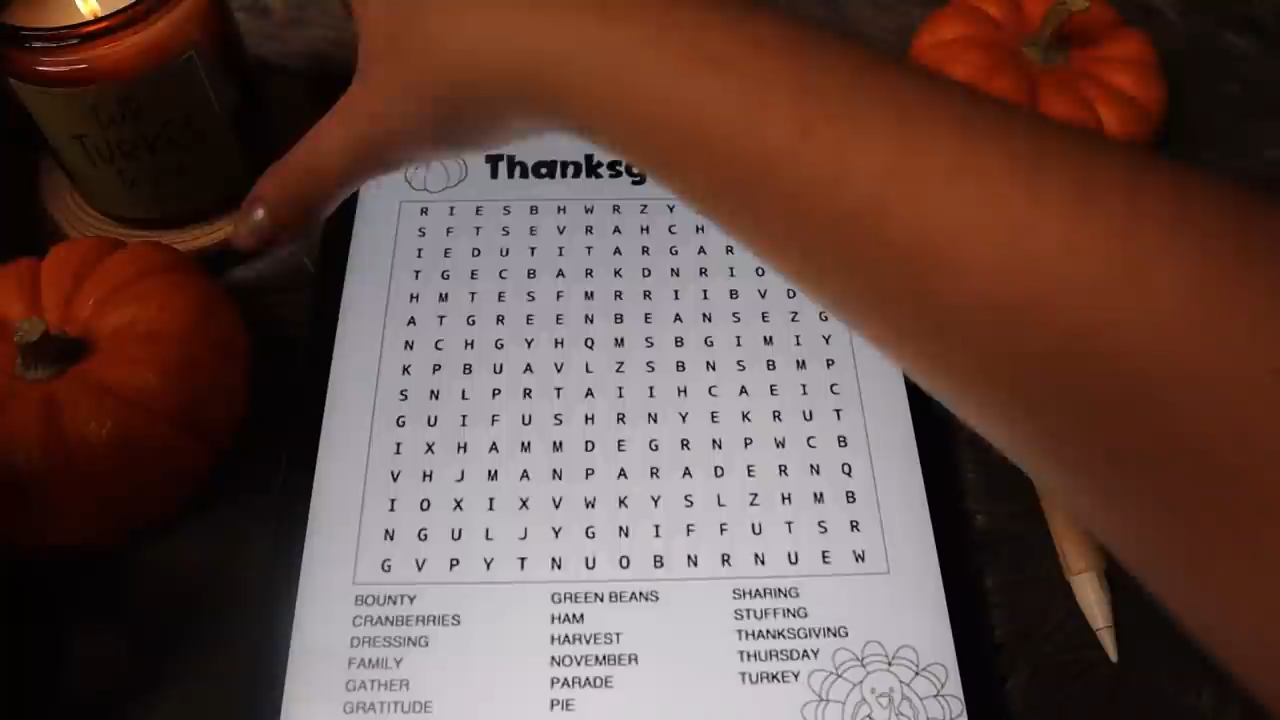 Thanksg
R I E S B H W R Z Y
S F T S E V R A H C H
I E D U T I T A R G A R
T G E C B A R K D N R I O
H M T E S F M R R I I B V D
A T G R E E N B E A N S E Z G
N C H G Y H Q M S B G I M I Y
K P B U A V L Z S B N S B M P
S N L P R T A I I H C A E I C
G U I F U S H R N Y E K R U T
I X H A M M D E G R N P W C B
V H J M A N P A R A D E R N Q
I O X I X V W K Y S L Z H M B
N G U L J Y G N I F F U T S R
G V P Y T N U O B N R N U E W
BOUNTY
CRANBERRIES
DRESSING
FAMILY
GATHER
GRATITUDE
GREEN BEANS
HAM
HARVEST
NOVEMBER
PARADE
PIE
SHARING
STUFFING
THANKSGIVING
THURSDAY
TURKEY